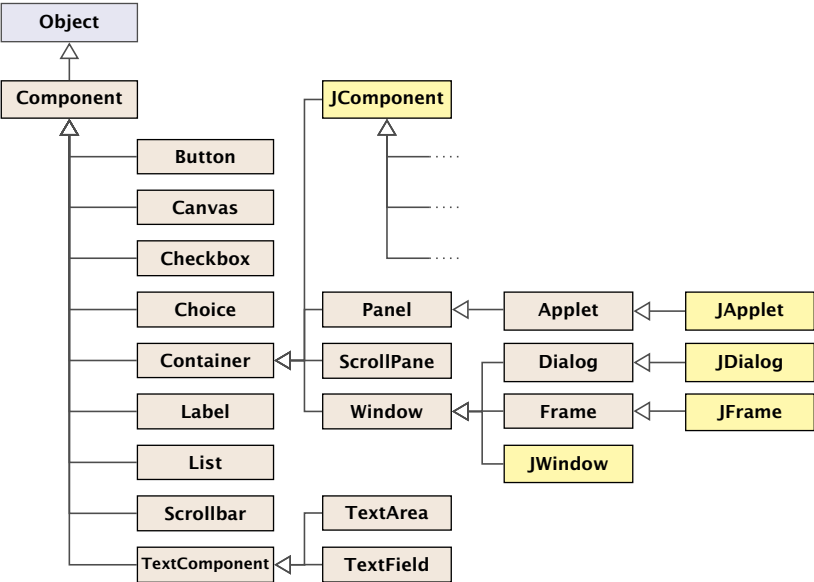 Object
Component
JComponent
Button
Canvas
Checkbox
Choice
Panel
Applet
JApplet
Container
ScrollPane
Dialog
JDialog
Label
Window
Frame
JFrame
List
JWindow
Scrollbar
TextArea
TextComponent
TextField